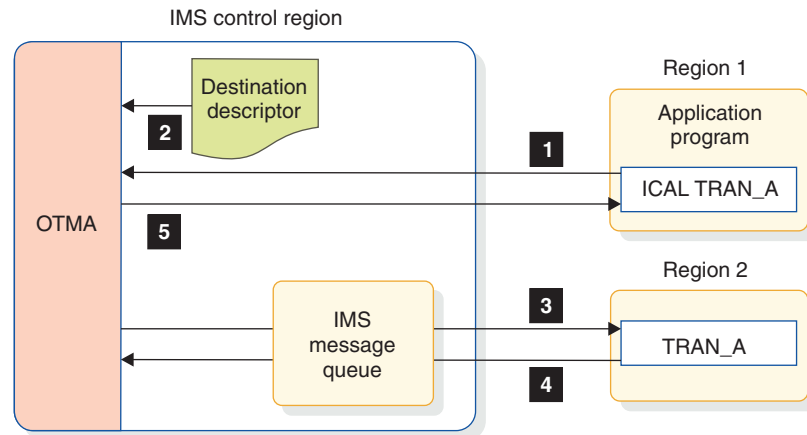 IMS control region
Destination
descriptor
2
1
5
OTMA
IMS
message
queue
3
4
Region 1
Application
program
ICAL TRAN_A
Region 2
TRAN_A